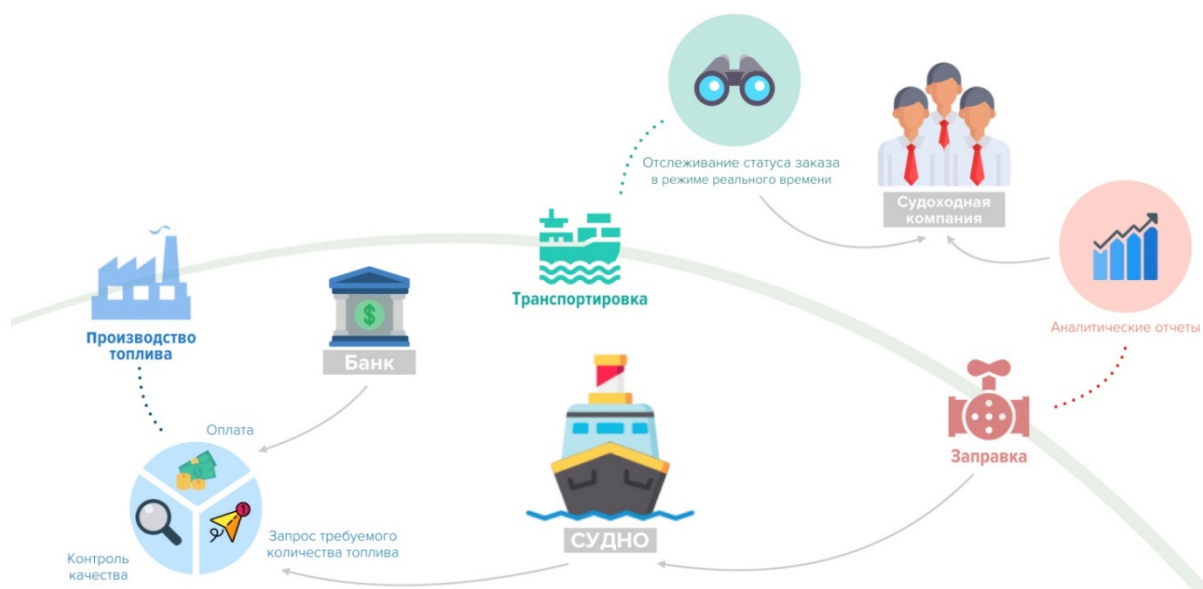 Отслеживание статуса заказа
в режиме реального времени
Судоходная
компания
Транспортировка
Производство
топлива
Банк
$
Аналитические отчеты
Оплата
Заправка
1
Запрос требуемого
количества топлива
Контроль
качества
СУДНО